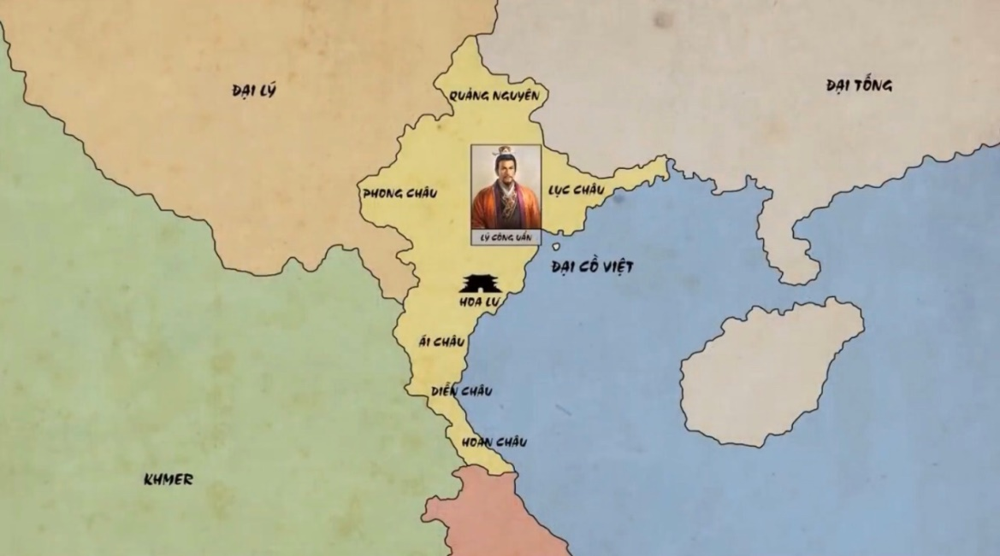 ĐẠI LÝ
ĐẠI TỐNG
QUẢNG NGUYÊN
PHONG CHÂU
LỤC CHÂU
LÝ CÔNG UẨN
ĐẠI CỒ VIỆT
HOA LƯ
ÁI CHÂU
DIỄN CHÂU
HOAN CHÂU
KHMER